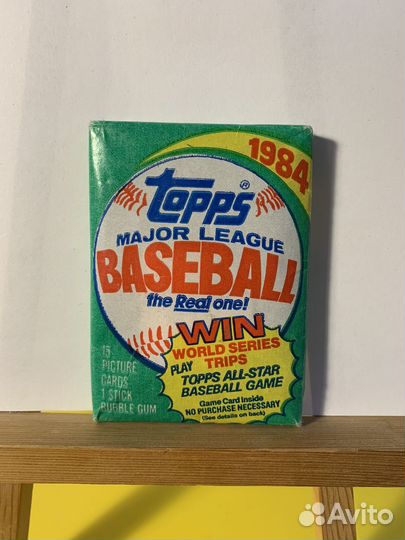 1984
Topps®
MAJOR LEAGUE
BASEBALL
the Real one!
WIN
WORLD SERIES
TRIPS
PLAY
TOPPS ALL-STAR
BASEBALL GAME
Game Card Inside
NO PURCHASE NECESSARY
(See details on back)
15
PICTURE
CARDS
1 STICK
BUBBLE GUM
Avito